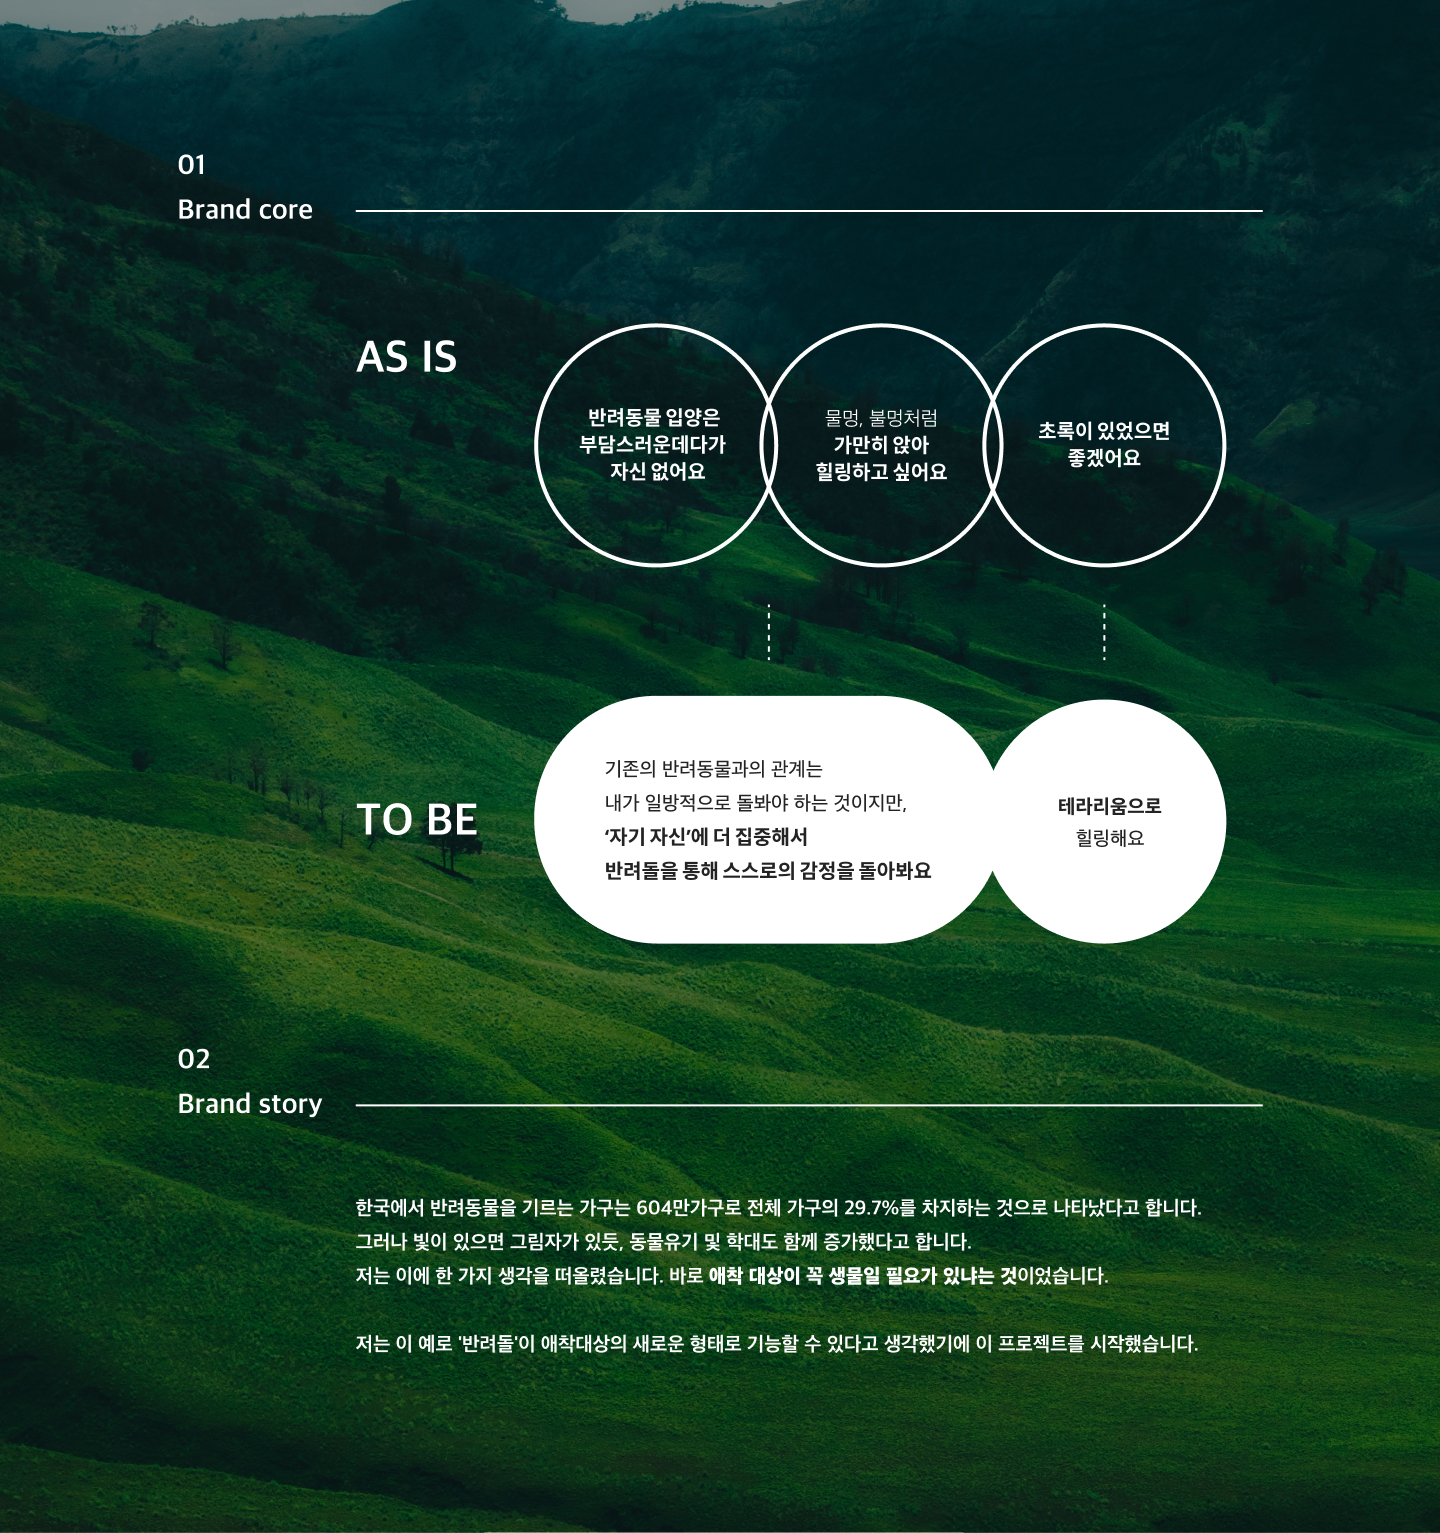 01
Brand core
AS IS
반려동물 입양은
부담스러운데다가
자신 없어요
물멍, 불멍처럼
가만히 앉아
힐링하고 싶어요
초록이 있었으면
좋겠어요
TO BE
기존의 반려동물과의 관계는
내가 일방적으로 돌봐야 하는 것이지만,
‘자기 자신’에 더 집중해서
반려돌을 통해 스스로의 감정을 돌아봐요
테라리움으로
힐링해요
02
Brand story
한국에서 반려동물을 기르는 가구는 604만가구로 전체 가구의 29.7%를 차지하는 것으로 나타났다고 합니다.
그러나 빛이 있으면 그림자가 있듯, 동물유기 및 학대도 함께 증가했다고 합니다.
저는 이에 한 가지 생각을 떠올렸습니다. 바로 애착 대상이 꼭 생물일 필요가 있냐는 것이었습니다.
저는 이 예로 '반려돌'이 애착대상의 새로운 형태로 기능할 수 있다고 생각했기에 이 프로젝트를 시작했습니다.